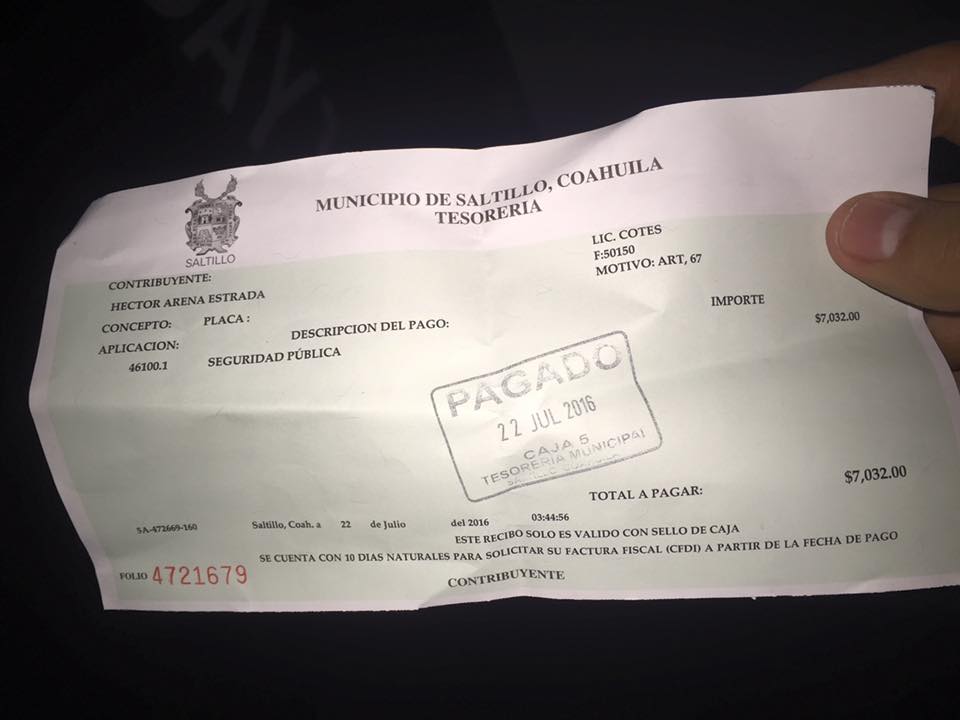 MUNICIPIO DE SALTILLO, COAHUILA
TESORERIA
SALTILLO
LIC. COTES
F:50150
MOTIVO: ART, 67
CONTRIBUYENTE:
HECTOR ARENA ESTRADA
CONCEPTO: PLACA :
DESCRIPCION DEL PAGO:
IMPORTE
APLICACION:
46100.1 SEGURIDAD PÚBLICA
$7,032.00
PAGADO
22 JUL 2016
CAJA 5
TESORERIA MUNICIPAL
TOTAL A PAGAR: $7,032.00
SA-472669-160 Saltillo, Coah. a 22 de Julio del 2016 03:44:56
ESTE RECIBO SOLO ES VALIDO CON SELLO DE CAJA
SE CUENTA CON 10 DIAS NATURALES PARA SOLICITAR SU FACTURA FISCAL (CFDI) A PARTIR DE LA FECHA DE PAGO
FOLIO 4721679
CONTRIBUYENTE